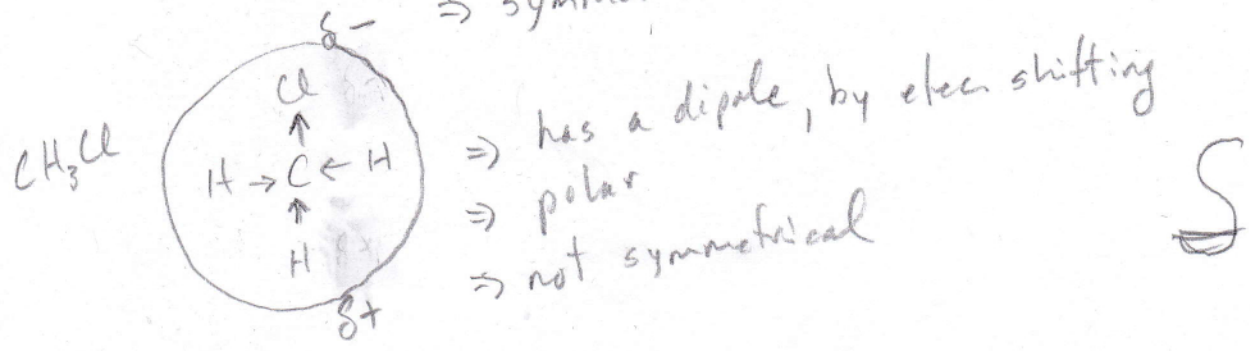 δ- ⇒
Cl
CH₃Cl H → C ← H
H
δ+
⇒ has a dipole, by elec shifting
⇒ polar
⇒ not symmetrical